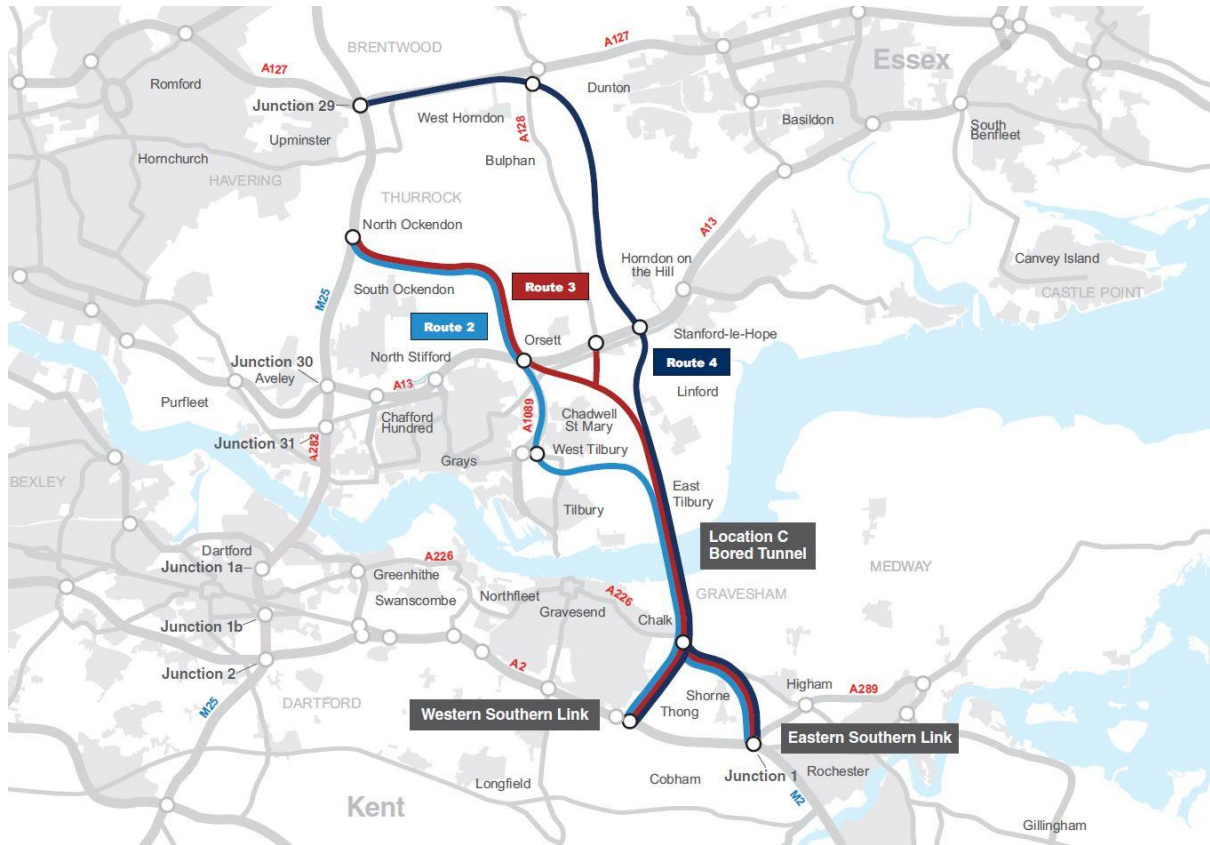 BRENTWOOD
A127
Essex
A127
Romford
Junction 29
Dunton
West Horndon
Upminster
A128
Basildon
South
Benfleet
Hornchurch
Bulphan
HAVERING
THURROCK
North Ockendon
A13
Horndon on
the Hill
Canvey Island
CASTLE POINT
M25
South Ockendon
Route 3
Route 2
Orsett
Stanford-le-Hope
North Stifford
Junction 30
Aveley
A13
Route 4
Linford
Purfleet
Chafford
Hundred
A1089
Chadwell
St Mary
Junction 31
A282
West Tilbury
Grays
BEXLEY
East
Tilbury
Tilbury
Location C
Bored Tunnel
Dartford
A226
Junction 1a
Greenhithe
MEDWAY
Swanscombe
Northfleet
A226
GRAVESHAM
Gravesend
Chalk
Junction 1b
A2
Junction 2
Higham
A289
Shorne
M25
DARTFORD
Thong
Western Southern Link
Eastern Southern Link
Junction 1
Rochester
Longfield
Cobham
M2
Kent
Gillingham